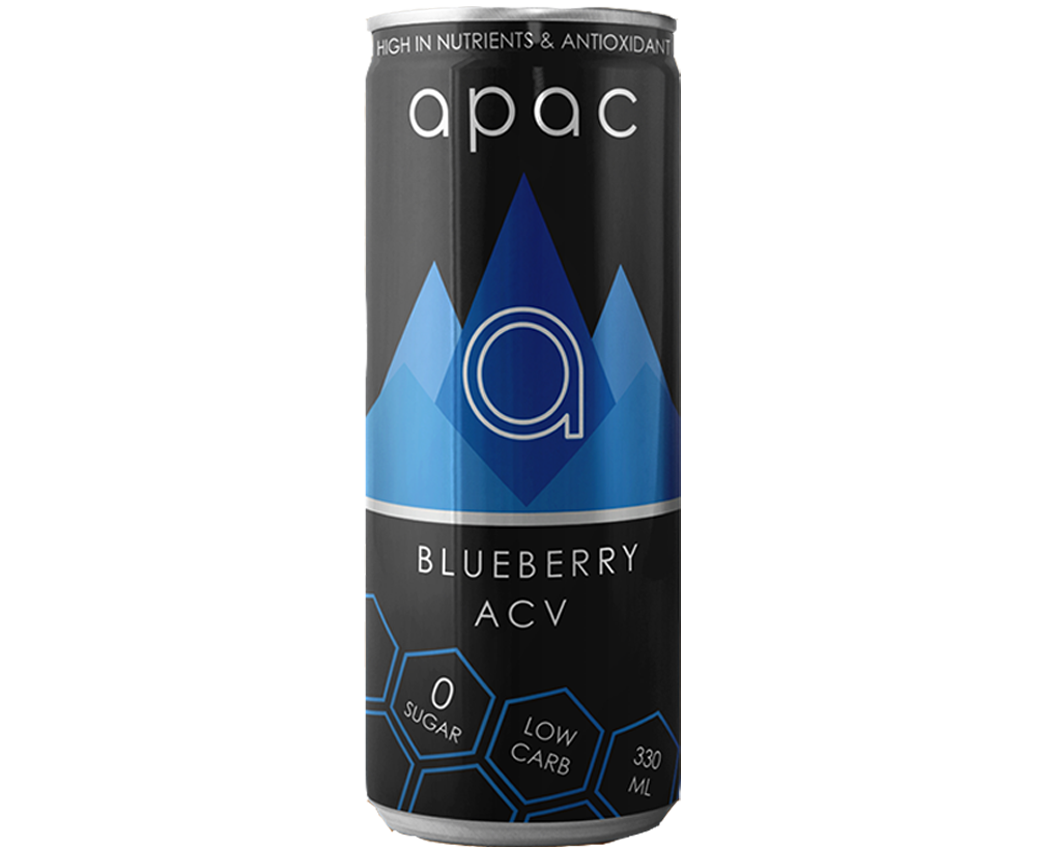 HIGH IN NUTRIENTS & ANTIOXIDANT
apac
a
BLUEBERRY
ACV
0
SUGAR
LOW
CARB
330
ML